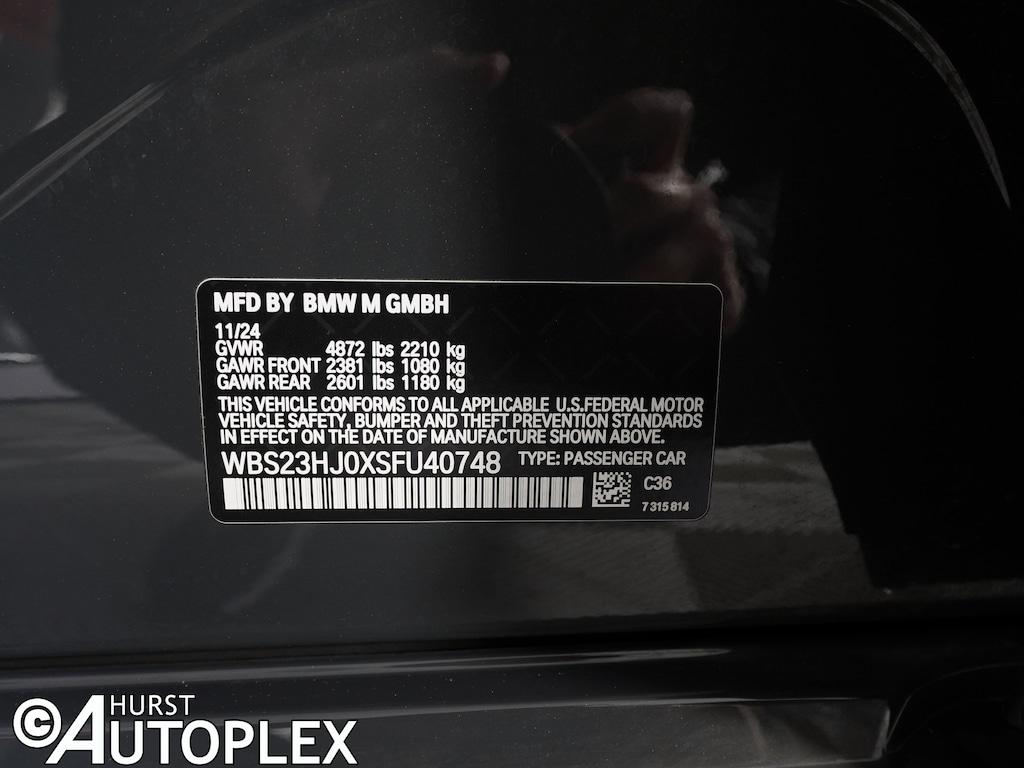 MFD BY BMW M GMBH
11/24
GVWR 4872 lbs 2210 kg
GAWR FRONT 2381 lbs 1080 kg
GAWR REAR 2601 lbs 1180 kg
THIS VEHICLE CONFORMS TO ALL APPLICABLE U.S.FEDERAL MOTOR
VEHICLE SAFETY, BUMPER AND THEFT PREVENTION STANDARDS
IN EFFECT ON THE DATE OF MANUFACTURE SHOWN ABOVE.
WBS23HJ0XSFU40748 TYPE: PASSENGER CAR
C36
7 315 814
© HURST
AUTOPLEX